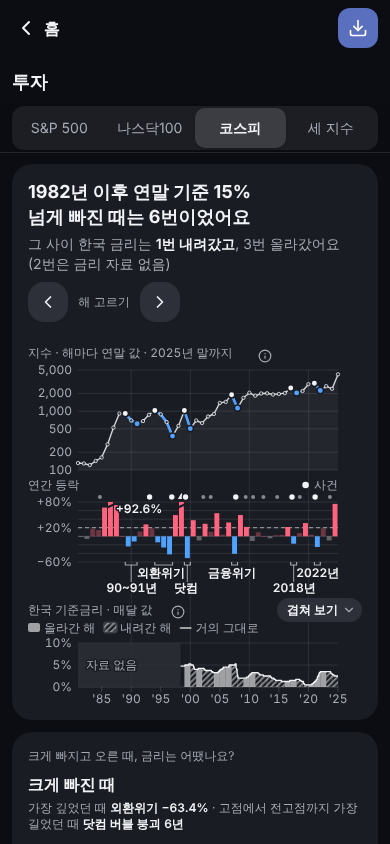 홈
투자
S&P 500
나스닥100
코스피
세 지수
1982년 이후 연말 기준 15%
넘게 빠진 때는 6번이었어요
그 사이 한국 금리는 1번 내려갔고, 3번 올라갔어요
(2번은 금리 자료 없음)
해 고르기
지수 · 해마다 연말 값 · 2025년 말까지
5,000
2,000
1,000
500
200
100
연간 등락
사건
+80%
+92.6%
+20%
−60%
외환위기
금융위기
2022년
90~91년
닷컴
2018년
한국 기준금리 · 매달 값
겹쳐 보기
올라간 해
내려간 해
거의 그대로
10%
자료 없음
5%
0%
'85
'90
'95
'00
'05
'10
'15
'20
'25
크게 빠지고 오른 때, 금리는 어땠나요?
크게 빠진 때
가장 깊었던 때 외환위기 −63.4% · 고점에서 전고점까지 가장
길었던 때 닷컴 버블 붕괴 6년